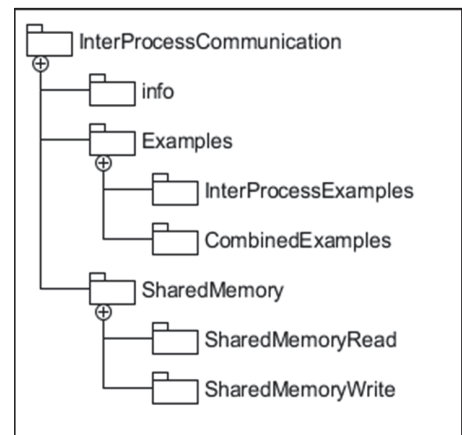 InterProcessCommunication
info
Examples
InterProcessExamples
CombinedExamples
SharedMemory
SharedMemoryRead
SharedMemoryWrite